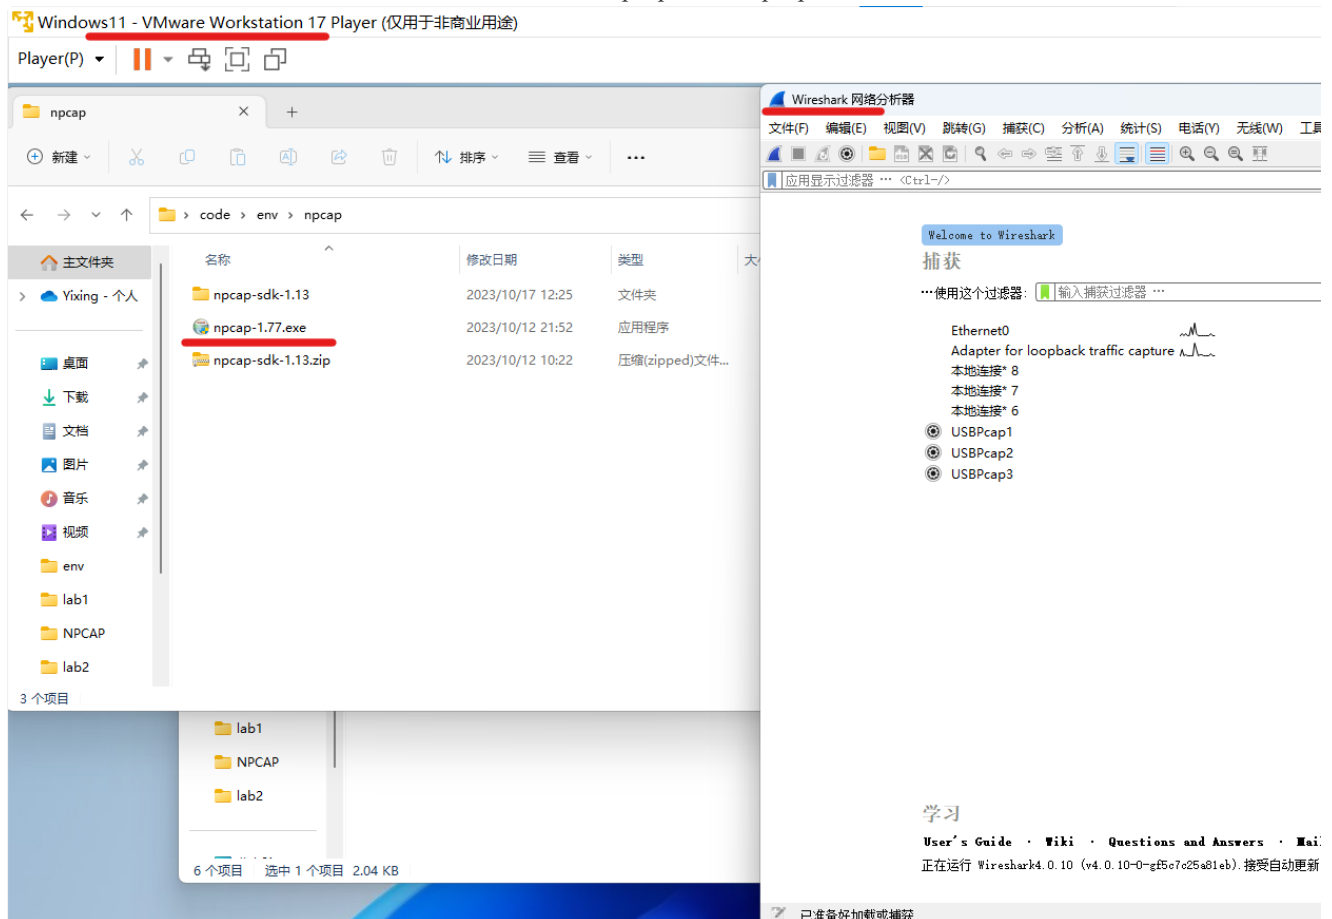 Windows11 - VMware Workstation 17 Player (仅用于非商业用途)
Player(P)
npcap
新建
排序
查看
code > env > npcap
主文件夹
Yixing - 个人
桌面
下载
文档
图片
音乐
视频
env
lab1
NPCAP
lab2
3 个项目
名称 修改日期 类型
npcap-sdk-1.13 2023/10/17 12:25 文件夹
npcap-1.77.exe 2023/10/12 21:52 应用程序
npcap-sdk-1.13.zip 2023/10/12 10:22 压缩(zipped)文件...
lab1
NPCAP
lab2
6 个项目 选中 1 个项目 2.04 KB
Wireshark 网络分析器
文件(F) 编辑(E) 视图(V) 跳转(G) 捕获(C) 分析(A) 统计(S) 电话(Y) 无线(W) 工具
应用显示过滤器 … <Ctrl-/>
Welcome to Wireshark
捕获
…使用这个过滤器: 输入捕获过滤器 …
Ethernet0
Adapter for loopback traffic capture
本地连接* 8
本地连接* 7
本地连接* 6
USBPcap1
USBPcap2
USBPcap3
学习
User's Guide · Wiki · Questions and Answers · Mail
正在运行 Wireshark4.0.10 (v4.0.10-0-gf5c7c25a81eb). 接受自动更新
已准备好加载或捕获